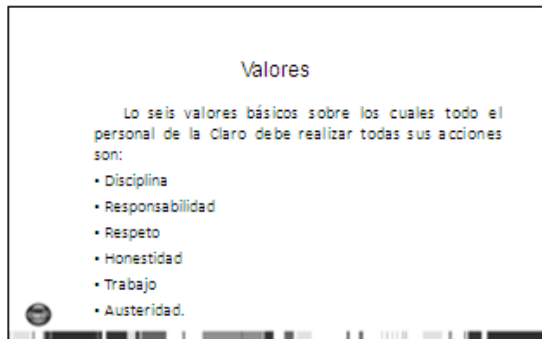 Valores
Lo seis valores básicos sobre los cuales todo el
personal de la Claro debe realizar todas sus acciones
son:
• Disciplina
• Responsabilidad
• Respeto
• Honestidad
• Trabajo
• Austeridad.